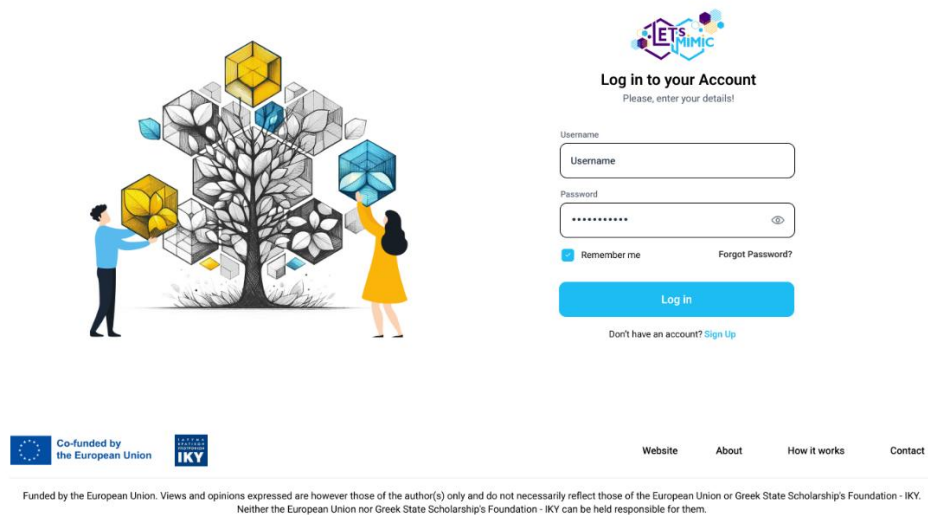 LET'S
MIMIC
Log in to your Account
Please, enter your details!
Username
Username
Password
•••••••••••
Remember me
Forgot Password?
Log in
Don't have an account? Sign Up
Co-funded by
the European Union
IKY
Website
About
How it works
Contact
Funded by the European Union. Views and opinions expressed are however those of the author(s) only and do not necessarily reflect those of the European Union or Greek State Scholarship's Foundation - IKY.
Neither the European Union nor Greek State Scholarship's Foundation - IKY can be held responsible for them.